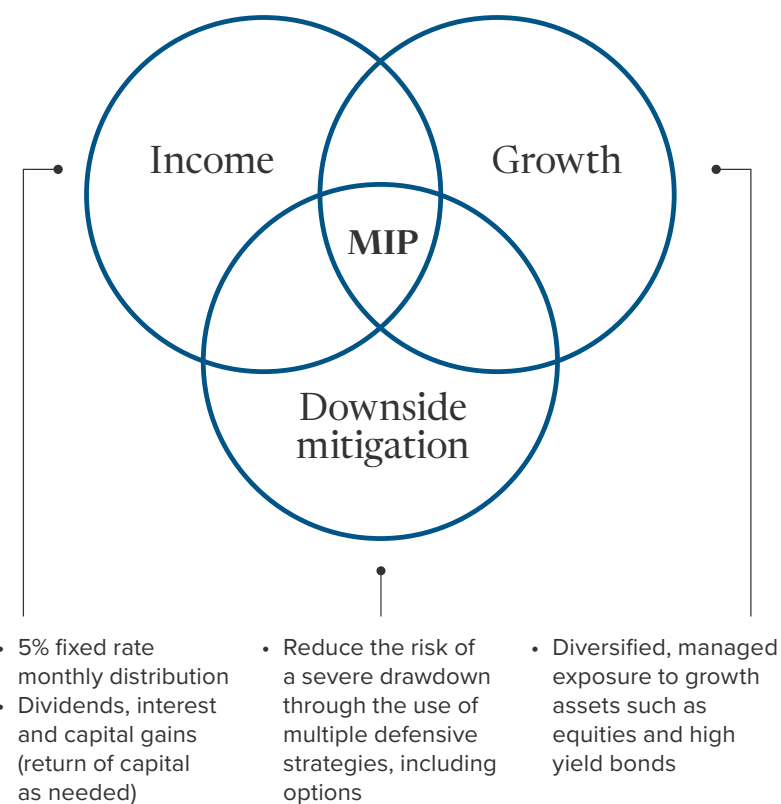 Income
Growth
MIP
Downside
mitigation
• 5% fixed rate
monthly distribution
• Dividends, interest
and capital gains
(return of capital
as needed)
• Reduce the risk of
a severe drawdown
through the use of
multiple defensive
strategies, including
options
• Diversified, managed
exposure to growth
assets such as
equities and high
yield bonds